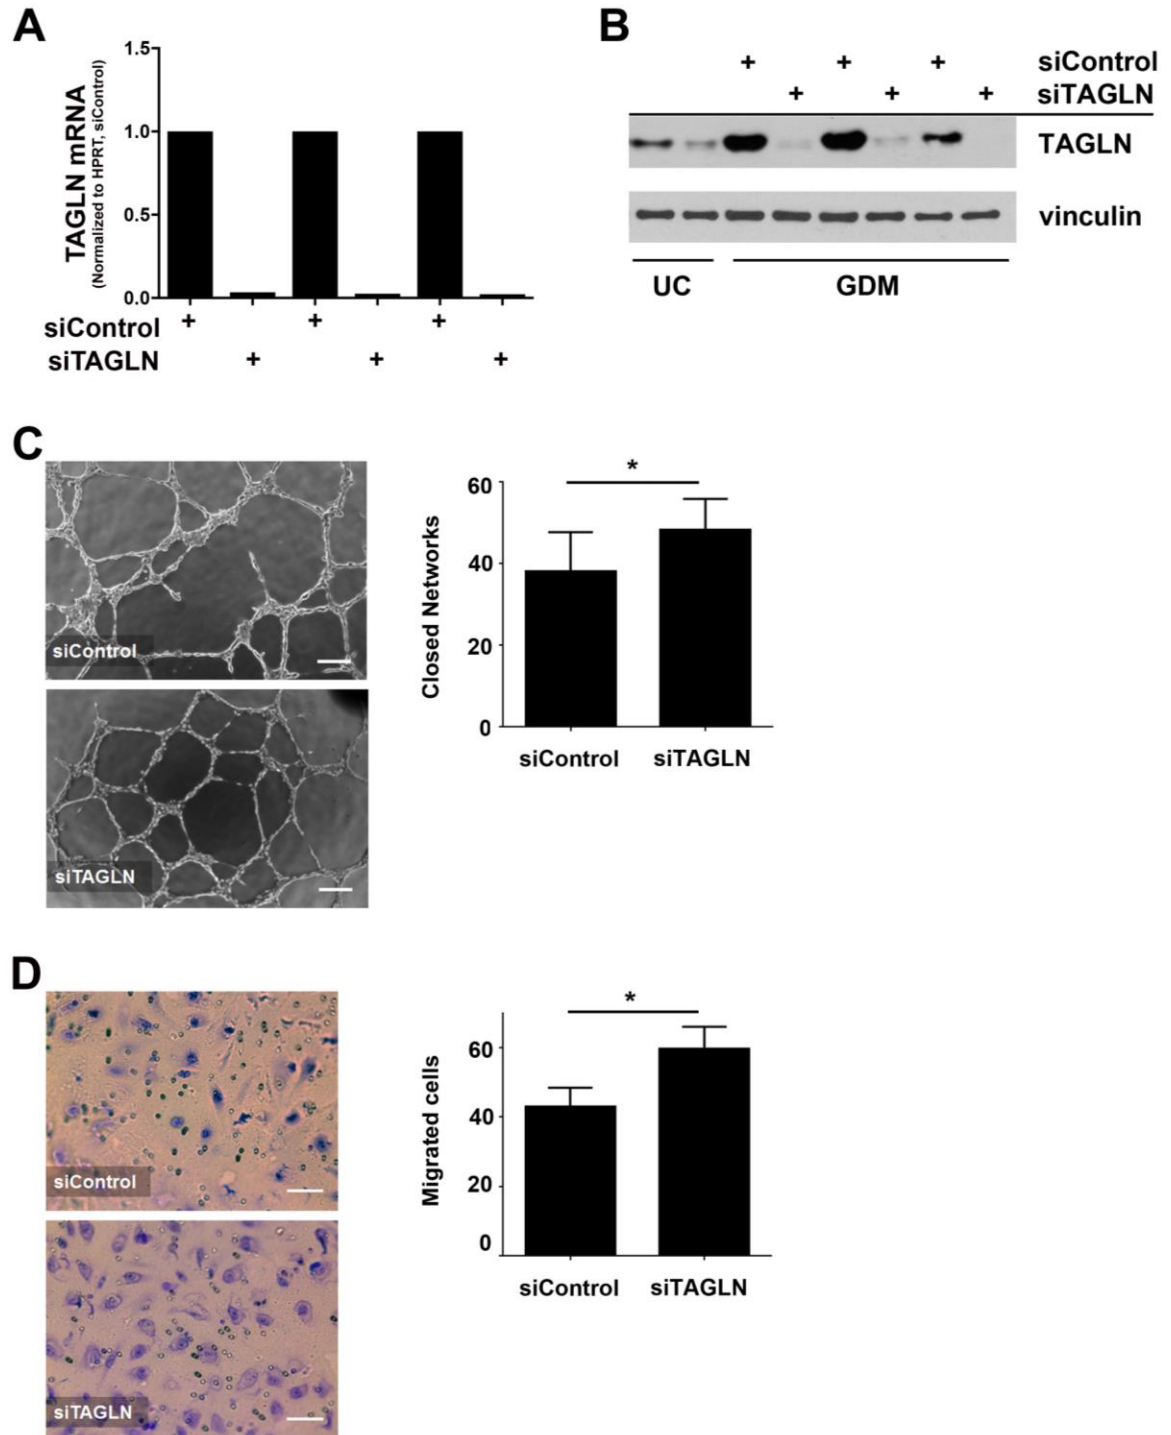 A
TAGLN mRNA
(Normalized to HPRT, siControl)
1.5
1.0
0.5
0.0
siControl + + +
siTAGLN + + +
B
+ + + siControl
+ + + siTAGLN
TAGLN
vinculin
UC GDM
C
siControl
siTAGLN
Closed Networks
60
40
20
0
*
siControl siTAGLN
D
siControl
siTAGLN
Migrated cells
60
40
20
0
*
siControl siTAGLN